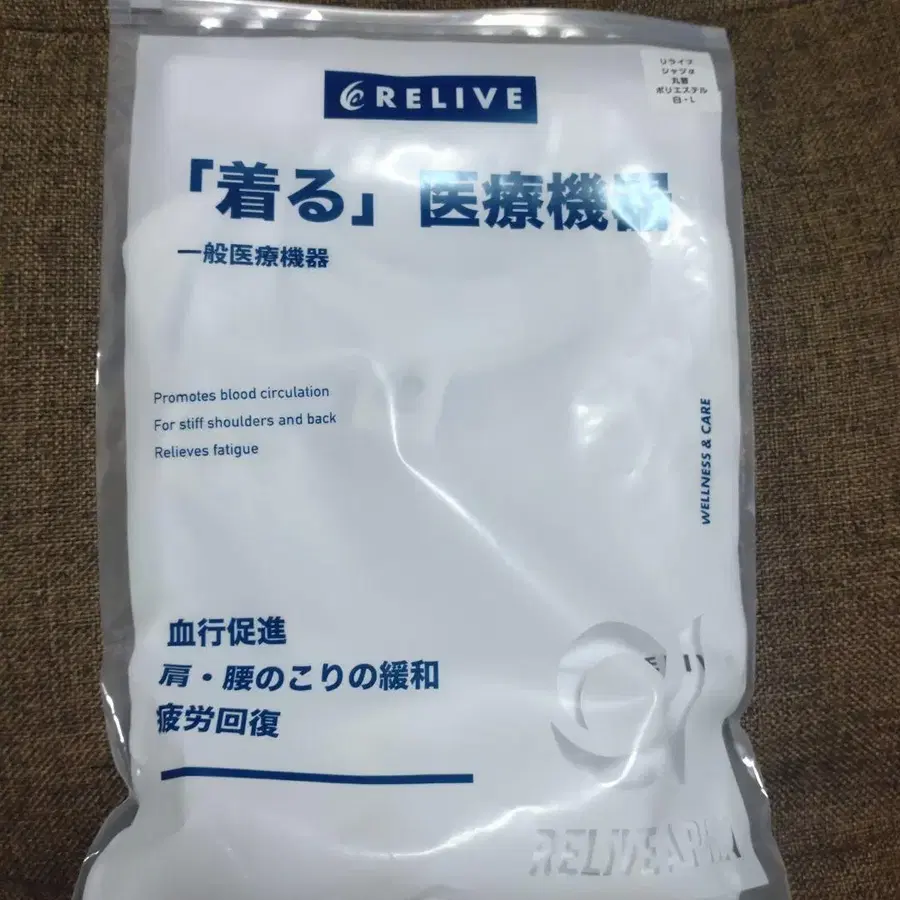 RELIVE
リライブ
シャツα
丸首
ポリエステル
白・L
「着る」医療機器
一般医療機器
Promotes blood circulation
For stiff shoulders and back
Relieves fatigue
WELLNESS & CARE
血行促進
肩・腰のこりの緩和
疲労回復